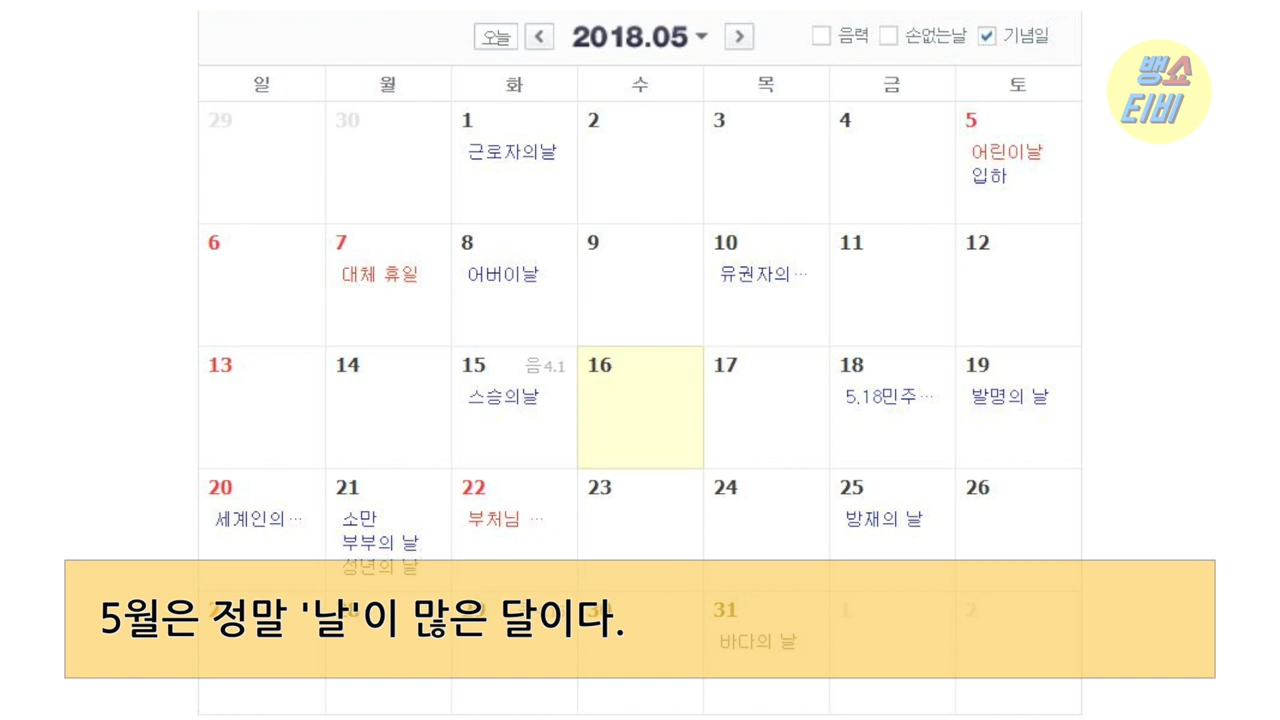 오늘 < 2018.05 > 음력 손없는날 기념일
뱅쇼
티비
일 월 화 수 목 금 토
29 30 1 2 3 4 5
근로자의날 어린이날
입하
6 7 8 9 10 11 12
대체 휴일 어버이날 유권자의…
13 14 15 음4.1 16 17 18 19
스승의날 5.18민주… 발명의 날
20 21 22 23 24 25 26
세계인의… 소만 부처님 … 방재의 날
부부의 날
성년의 날
5월은 정말 '날'이 많은 달이다.
30 31 1 2
바다의 날